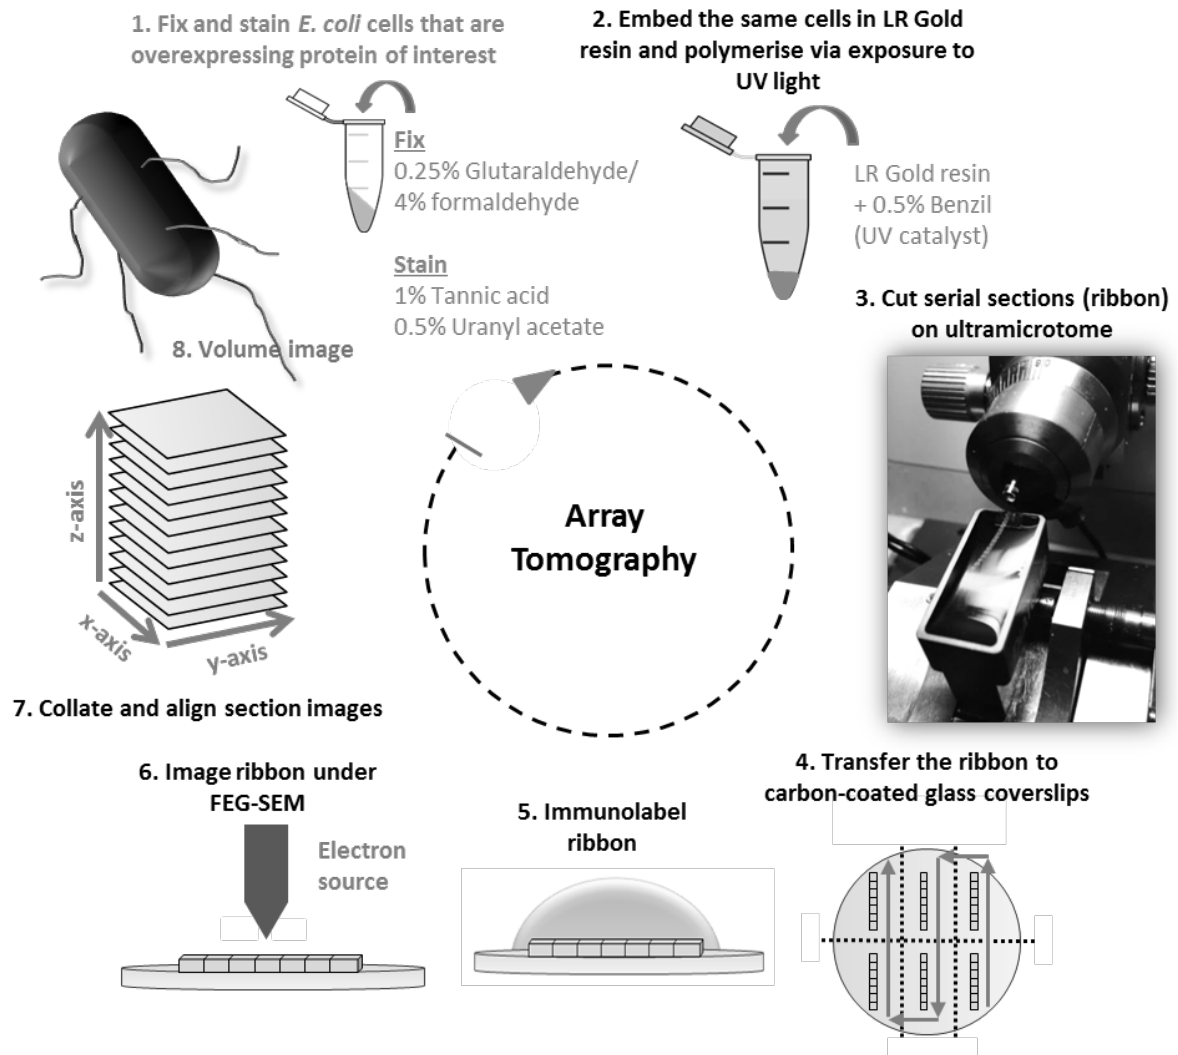 1. Fix and stain E. coli cells that are
overexpressing protein of interest
Fix
0.25% Glutaraldehyde/
4% formaldehyde
Stain
1% Tannic acid
0.5% Uranyl acetate
2. Embed the same cells in LR Gold
resin and polymerise via exposure to
UV light
LR Gold resin
+ 0.5% Benzil
(UV catalyst)
3. Cut serial sections (ribbon)
on ultramicrotome
4. Transfer the ribbon to
carbon-coated glass coverslips
5. Immunolabel
ribbon
6. Image ribbon under
FEG-SEM
Electron
source
7. Collate and align section images
8. Volume image
z-axis
x-axis
y-axis
Array
Tomography